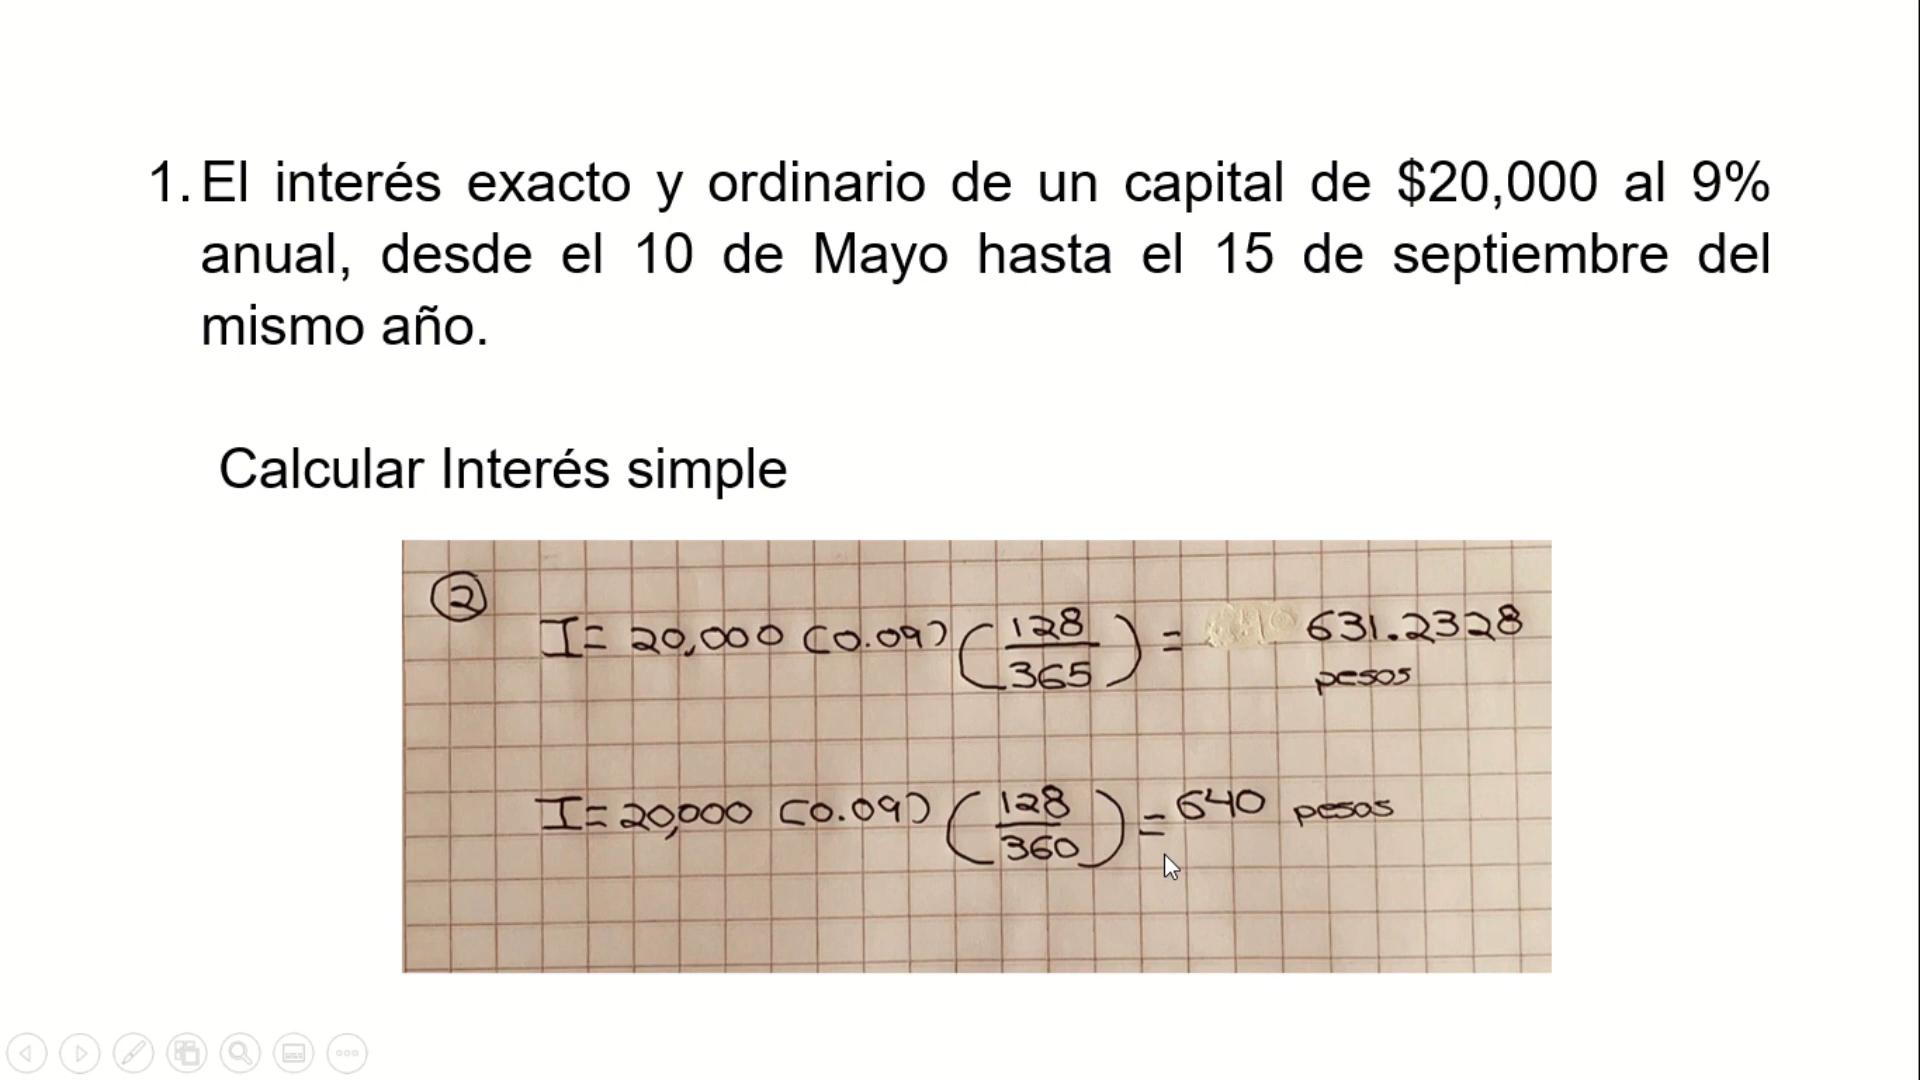 1. El interés exacto y ordinario de un capital de $20,000 al 9%
anual, desde el 10 de Mayo hasta el 15 de septiembre del
mismo año.
Calcular Interés simple
2
I= 20,000 (0.09) (128/365) = 631.2328
pesos
I= 20,000 (0.09) (128/360) = 640 pesos